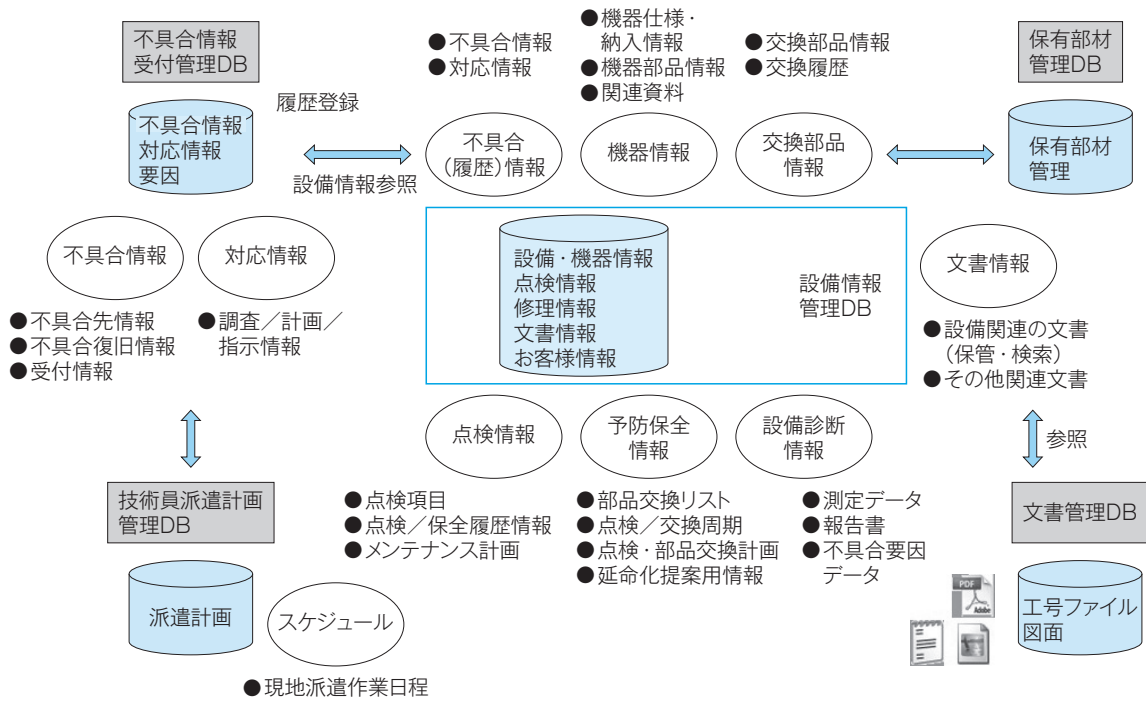 不具合情報
受付管理DB
不具合情報
対応情報
要因
履歴登録
設備情報参照
●不具合情報
●対応情報
●機器仕様・
納入情報
●機器部品情報
●関連資料
●交換部品情報
●交換履歴
不具合
(履歴)情報
機器情報
交換部品
情報
保有部材
管理DB
保有部材
管理
不具合情報
対応情報
●不具合先情報
●不具合復旧情報
●受付情報
●調査／計画／
指示情報
設備・機器情報
点検情報
修理情報
文書情報
お客様情報
設備情報
管理DB
文書情報
●設備関連の文書
(保管・検索)
●その他関連文書
点検情報
予防保全
情報
設備診断
情報
●点検項目
●点検／保全履歴情報
●メンテナンス計画
●部品交換リスト
●点検／交換周期
●点検・部品交換計画
●延命化提案用情報
●測定データ
●報告書
●不具合要因
データ
参照
技術員派遣計画
管理DB
派遣計画
スケジュール
●現地派遣作業日程
文書管理DB
PDF
Adobe
工号ファイル
図面